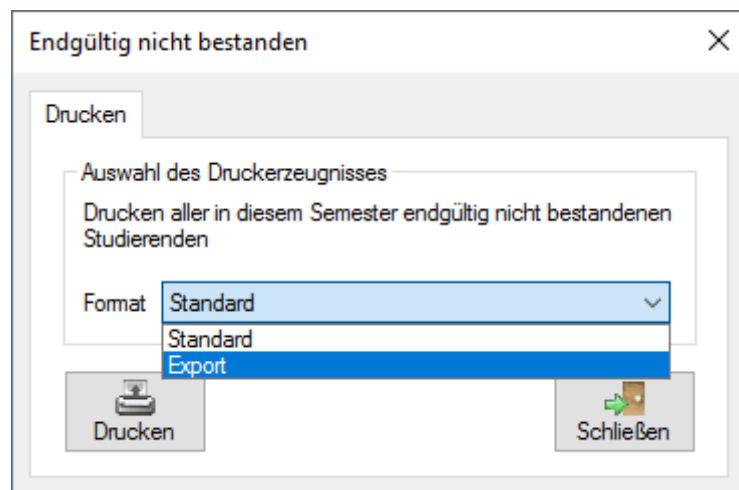 Endgültig nicht bestanden
Drucken
Auswahl des Druckerzeugnisses
Drucken aller in diesem Semester endgültig nicht bestandenen
Studierenden
Format Standard
Standard
Export
Drucken Schließen